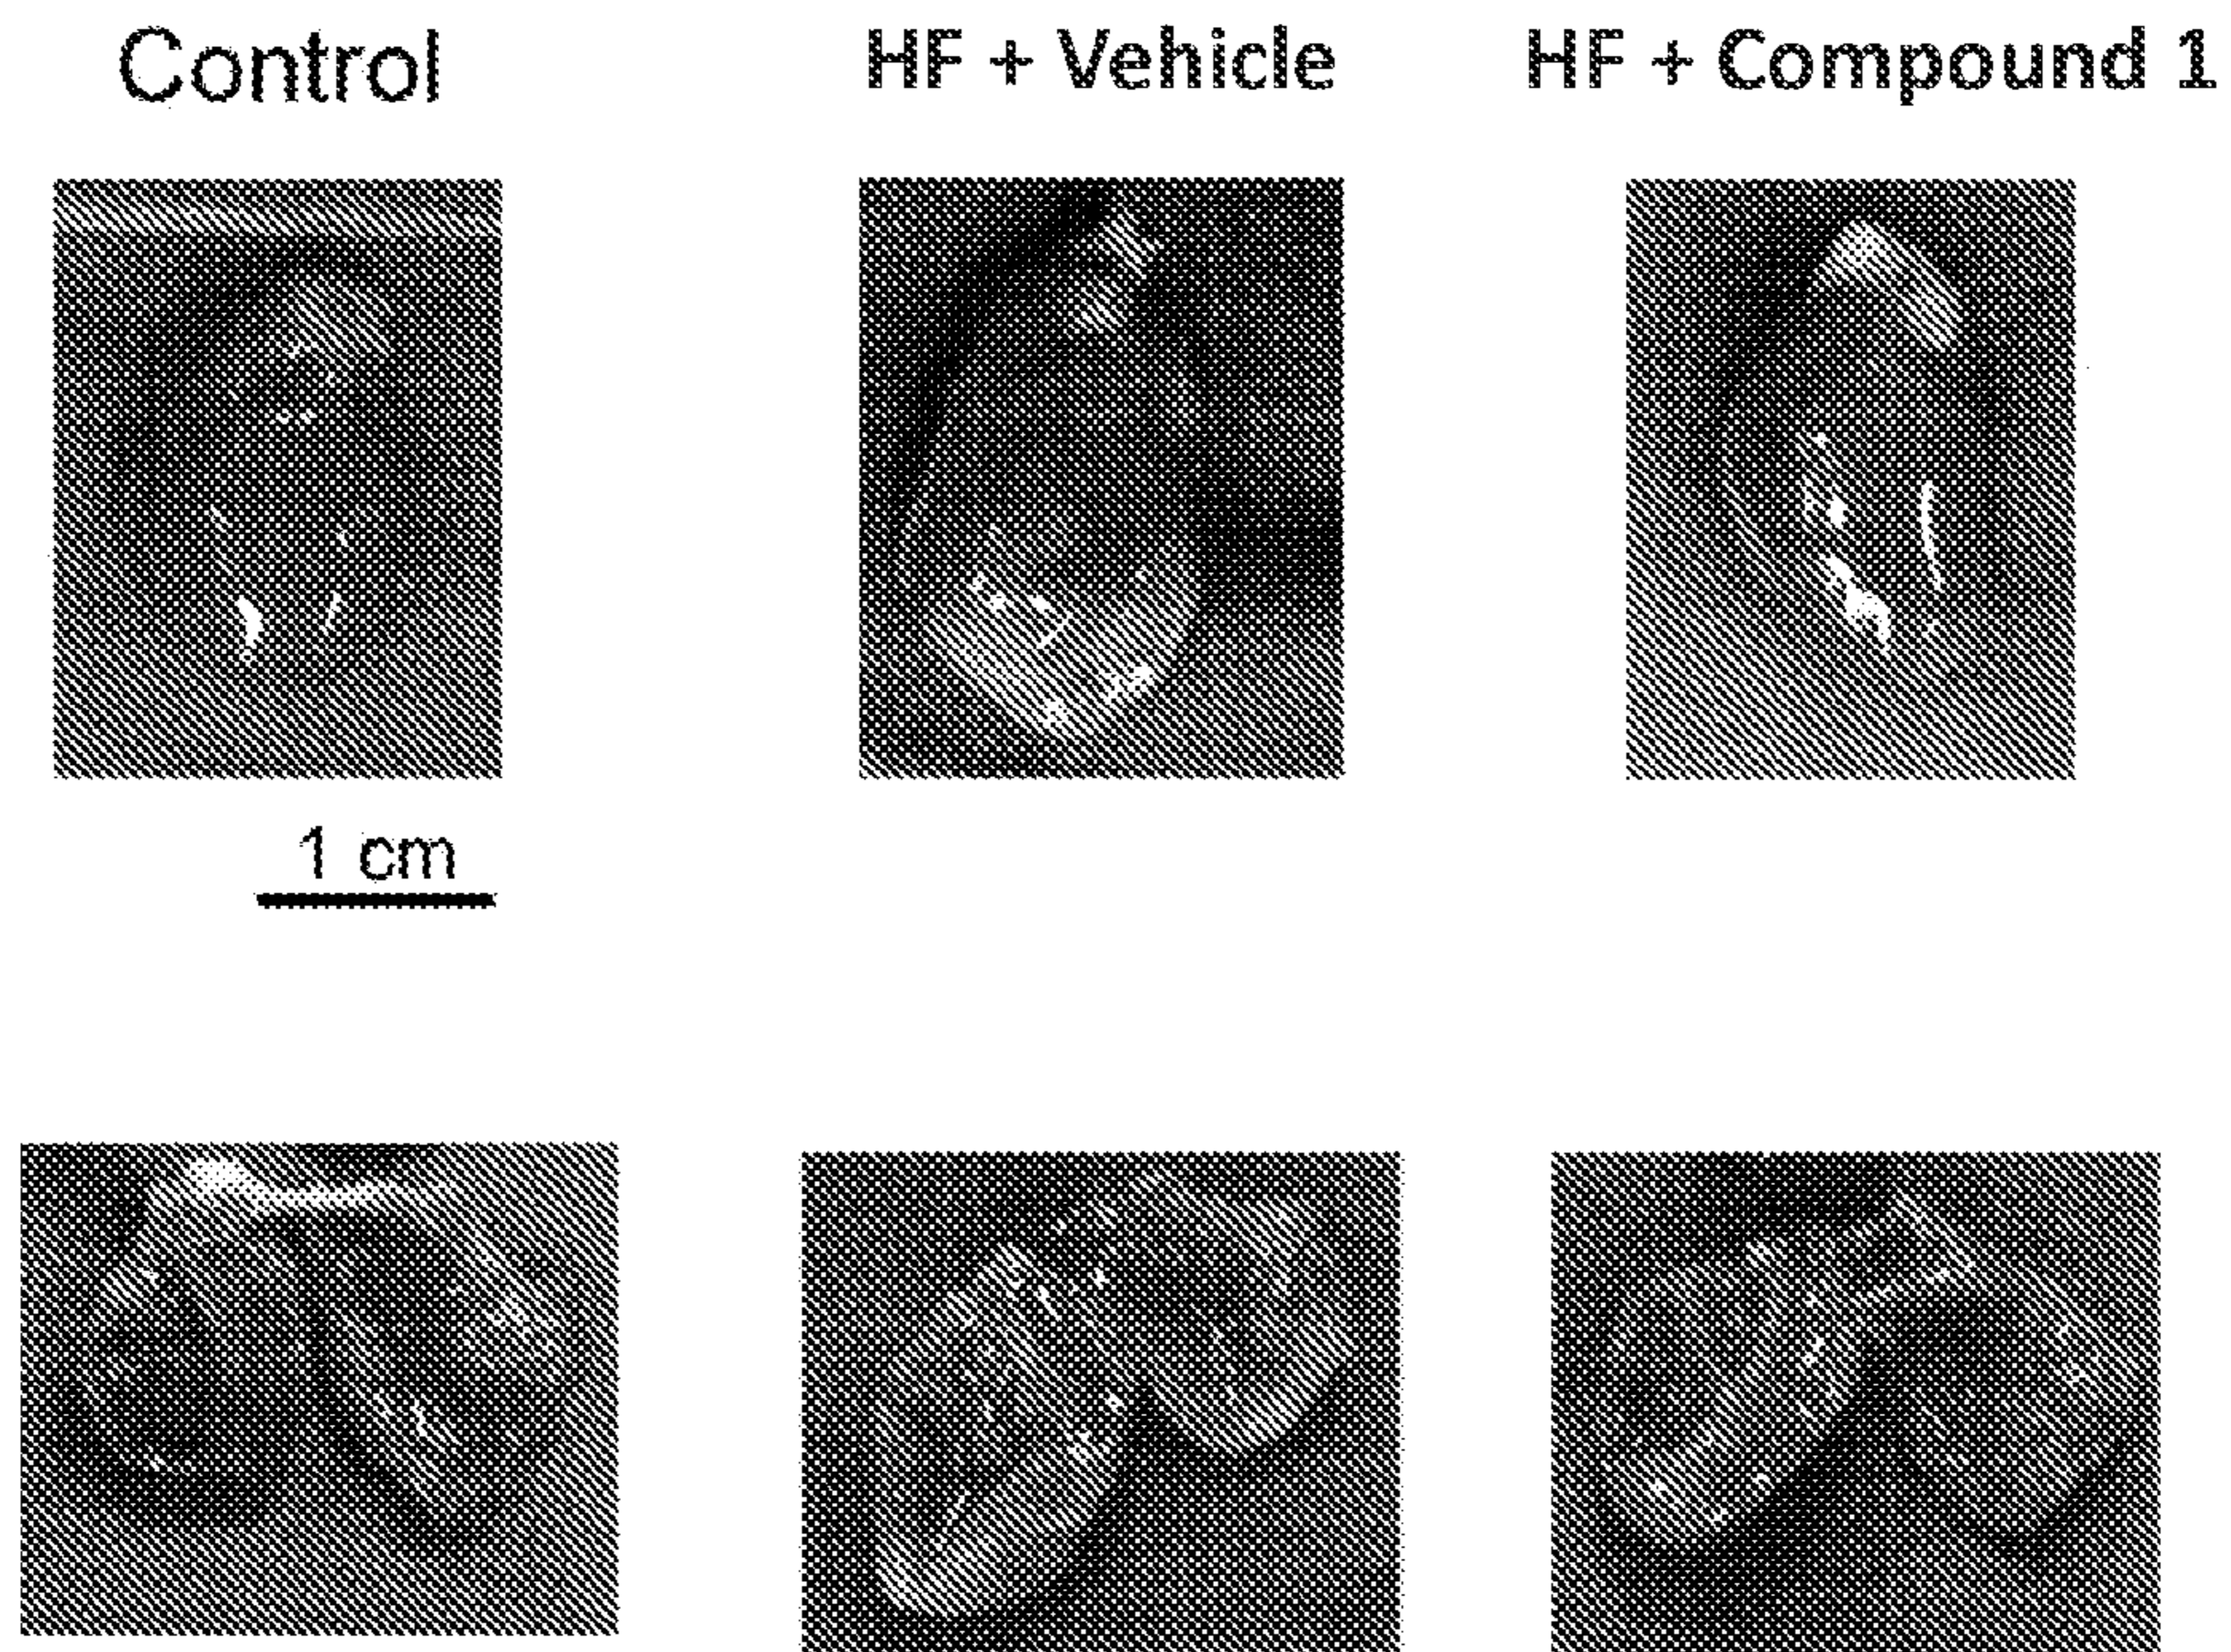 Control
HF + Vehicle
HF + Compound 1
1 cm